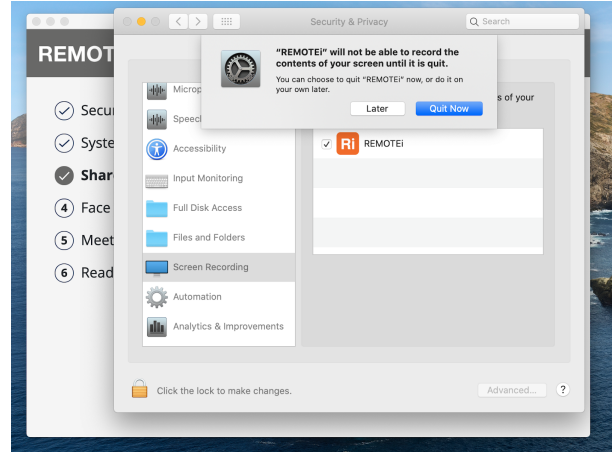 Security & Privacy
Search
REMOT
"REMOTEi" will not be able to record the
contents of your screen until it is quit.
You can choose to quit "REMOTEi" now, or do it on
your own later.
Later
Quit Now
Microp
s of your
Secur
Speech
Syste
Accessibility
Ri REMOTEi
Shar
Input Monitoring
4 Face
Full Disk Access
5 Meet
Files and Folders
6 Read
Screen Recording
Automation
Analytics & Improvements
Click the lock to make changes.
Advanced...
?